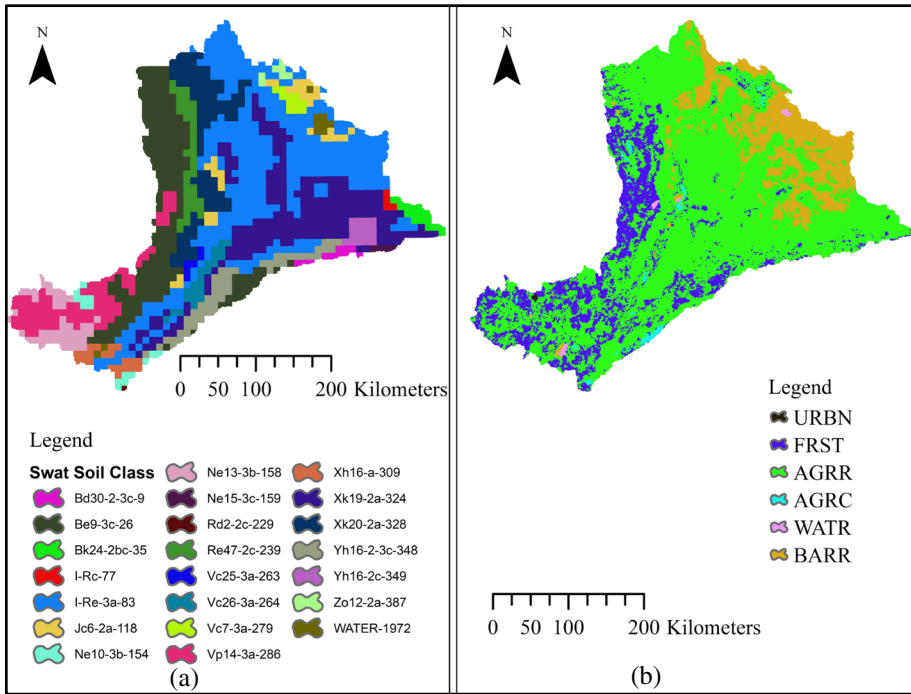 N
0 50 100 200 Kilometers
Legend
Swat Soil Class
Bd30-2-3c-9
Be9-3c-26
Bk24-2bc-35
I-Rc-77
I-Re-3a-83
Jc6-2a-118
Ne10-3b-154
Ne13-3b-158
Ne15-3c-159
Rd2-2c-229
Re47-2c-239
Vc25-3a-263
Vc26-3a-264
Vc7-3a-279
Vp14-3a-286
Xh16-a-309
Xk19-2a-324
Xk20-2a-328
Yh16-2-3c-348
Yh16-2c-349
Zo12-2a-387
WATER-1972
(a)
N
Legend
URBN
FRST
AGRR
AGRC
WATR
BARR
0 50 100 200 Kilometers
(b)